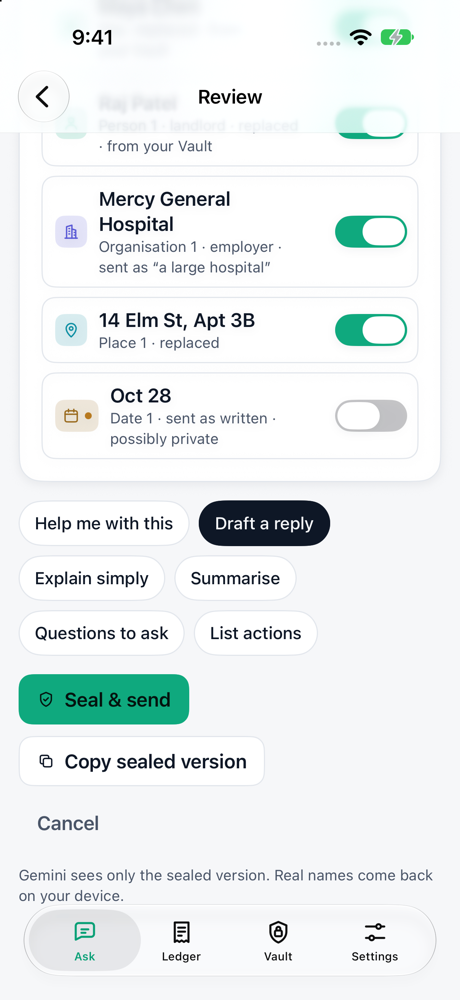 9:41
Review
Raj Patel
Person 1 · landlord · replaced
· from your Vault
Mercy General
Hospital
Organisation 1 · employer ·
sent as “a large hospital”
14 Elm St, Apt 3B
Place 1 · replaced
Oct 28
Date 1 · sent as written ·
possibly private
Help me with this
Draft a reply
Explain simply
Summarise
Questions to ask
List actions
Seal & send
Copy sealed version
Cancel
Gemini sees only the sealed version. Real names come back
on your device.
Ask
Ledger
Vault
Settings